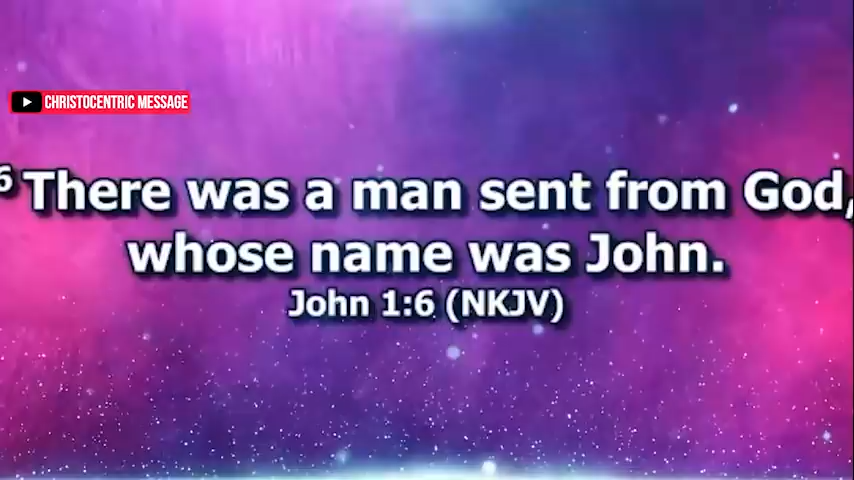 CHRISTOCENTRIC MESSAGE
6 There was a man sent from God,
whose name was John.
John 1:6 (NKJV)